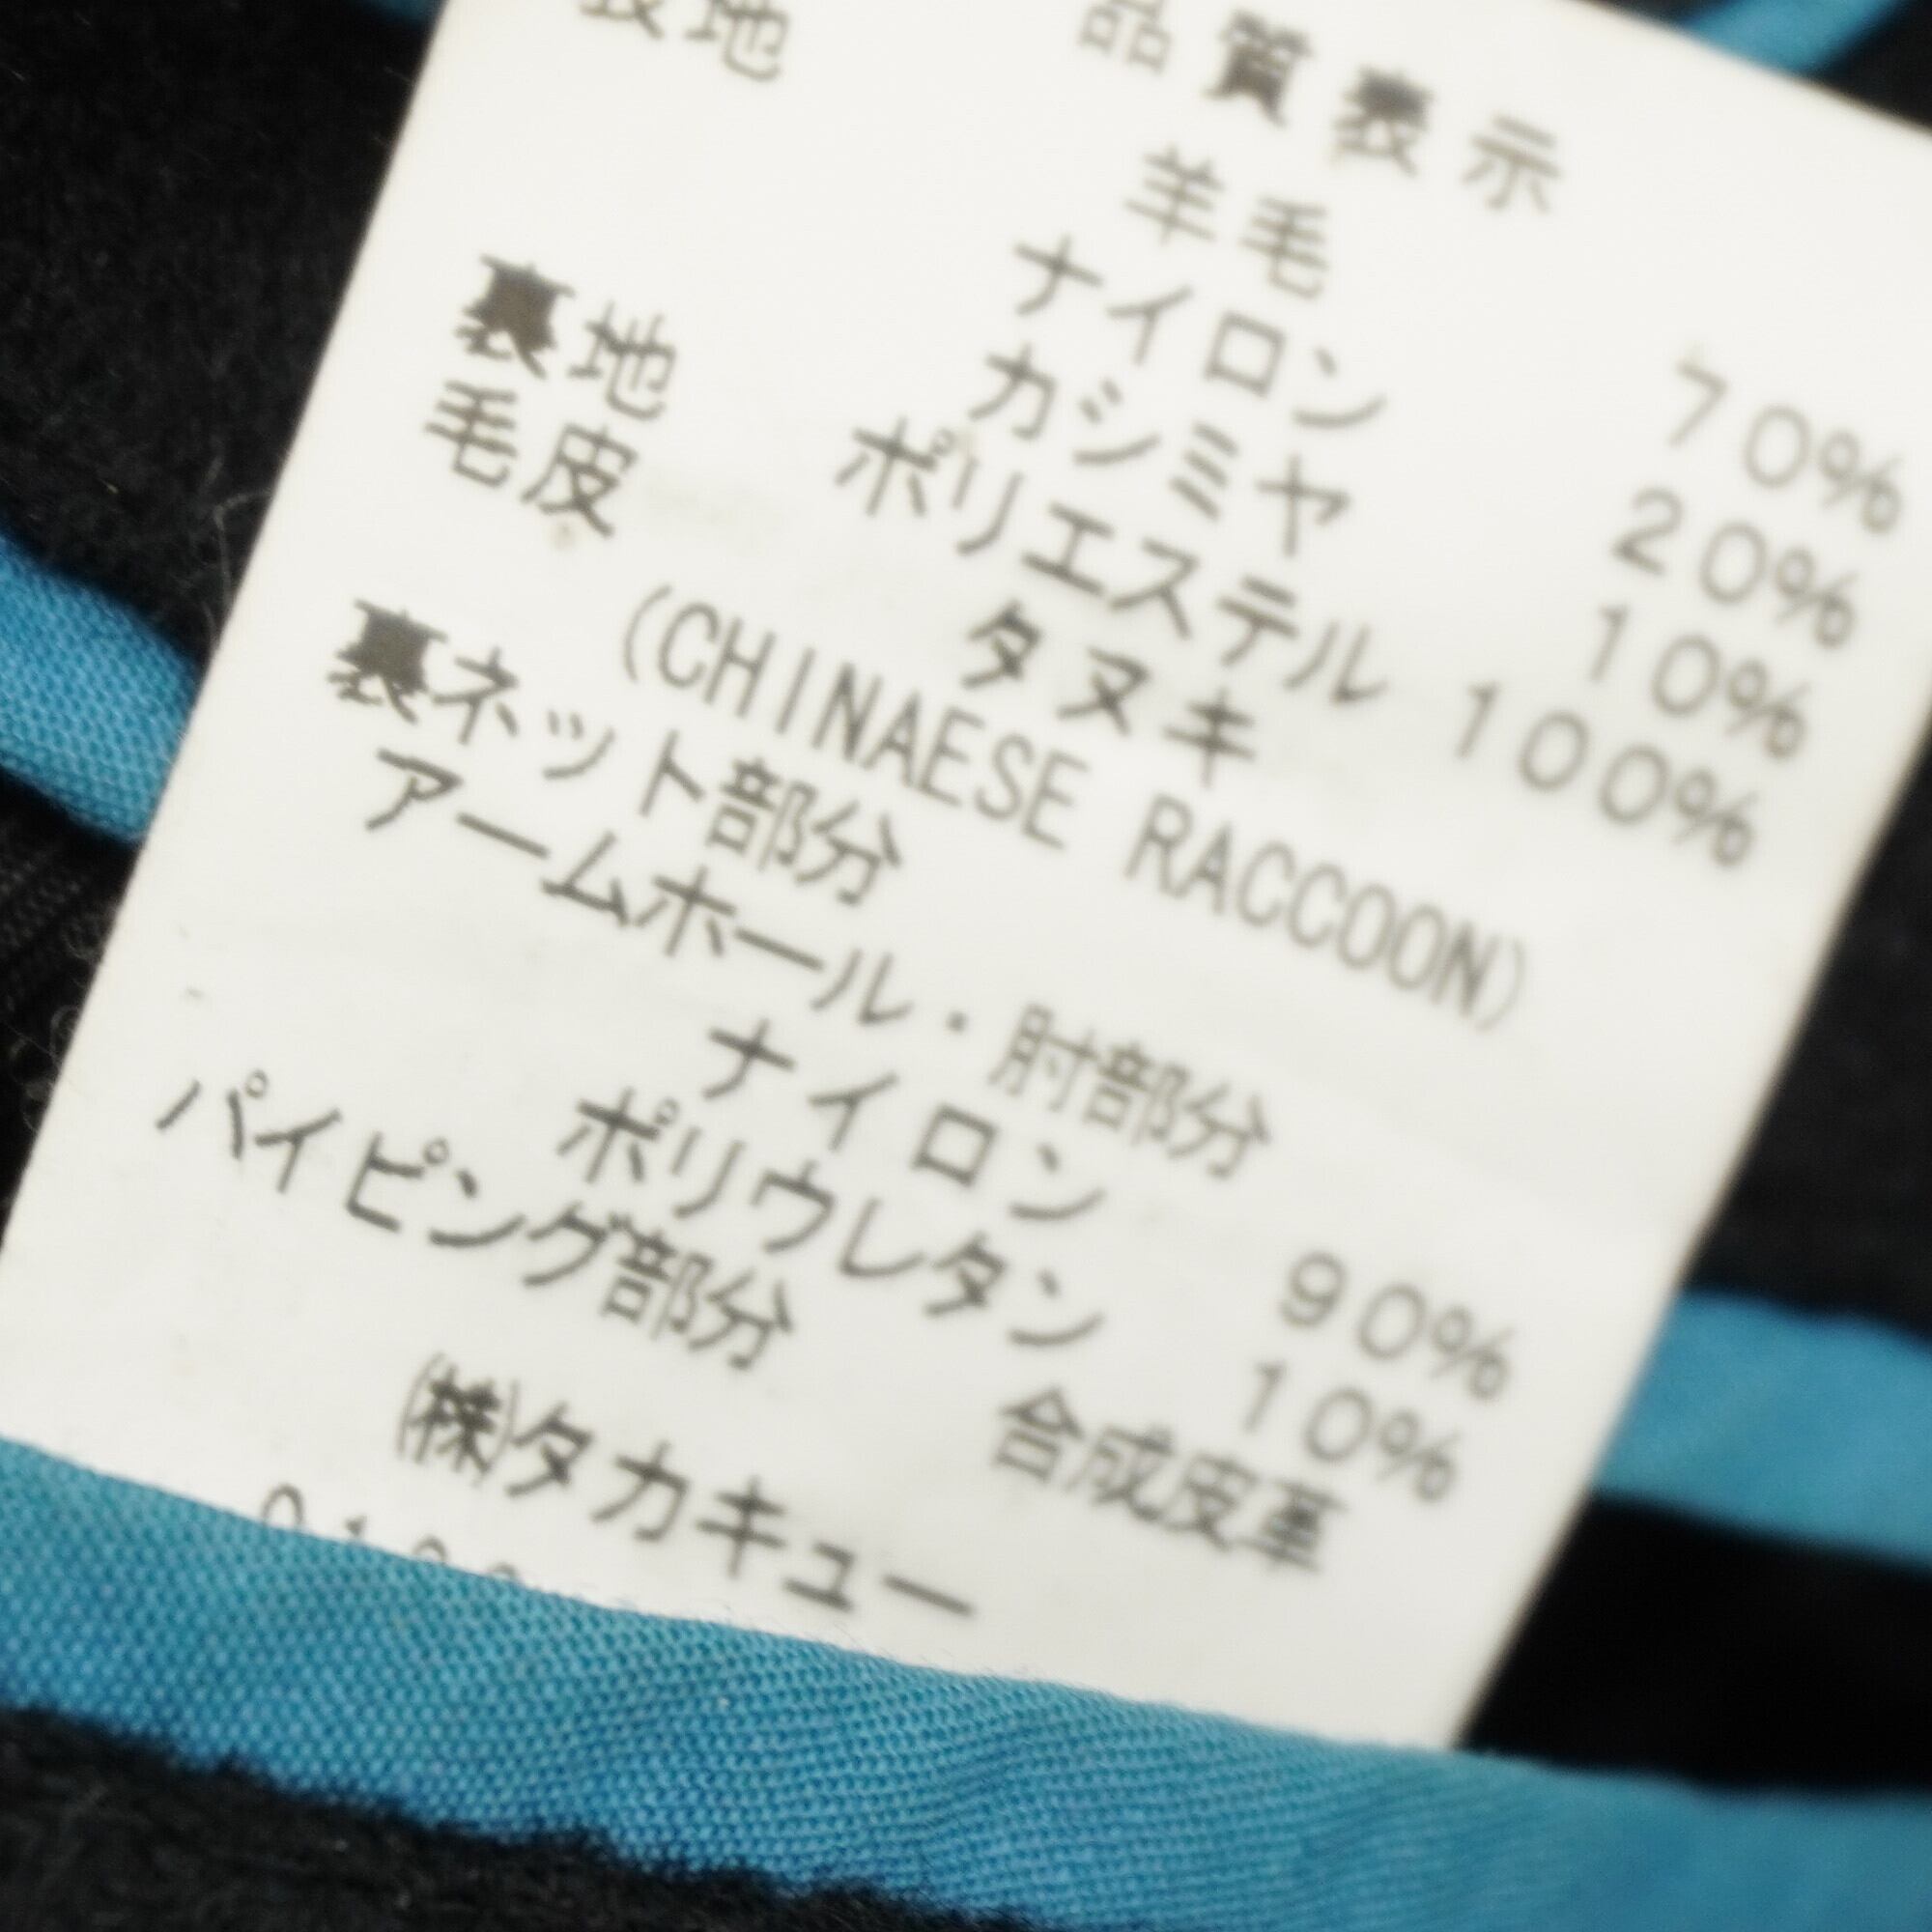 品質表示
表地
羊毛 70%
ナイロン 20%
カシミヤ 10%
裏地 ポリエステル 100%
毛皮 タヌキ
(CHINAESE RACCOON)
裏ネット部分
アームホール・肘部分
ナイロン 90%
ポリウレタン 10%
パイピング部分
合成皮革
㈱タカキュー